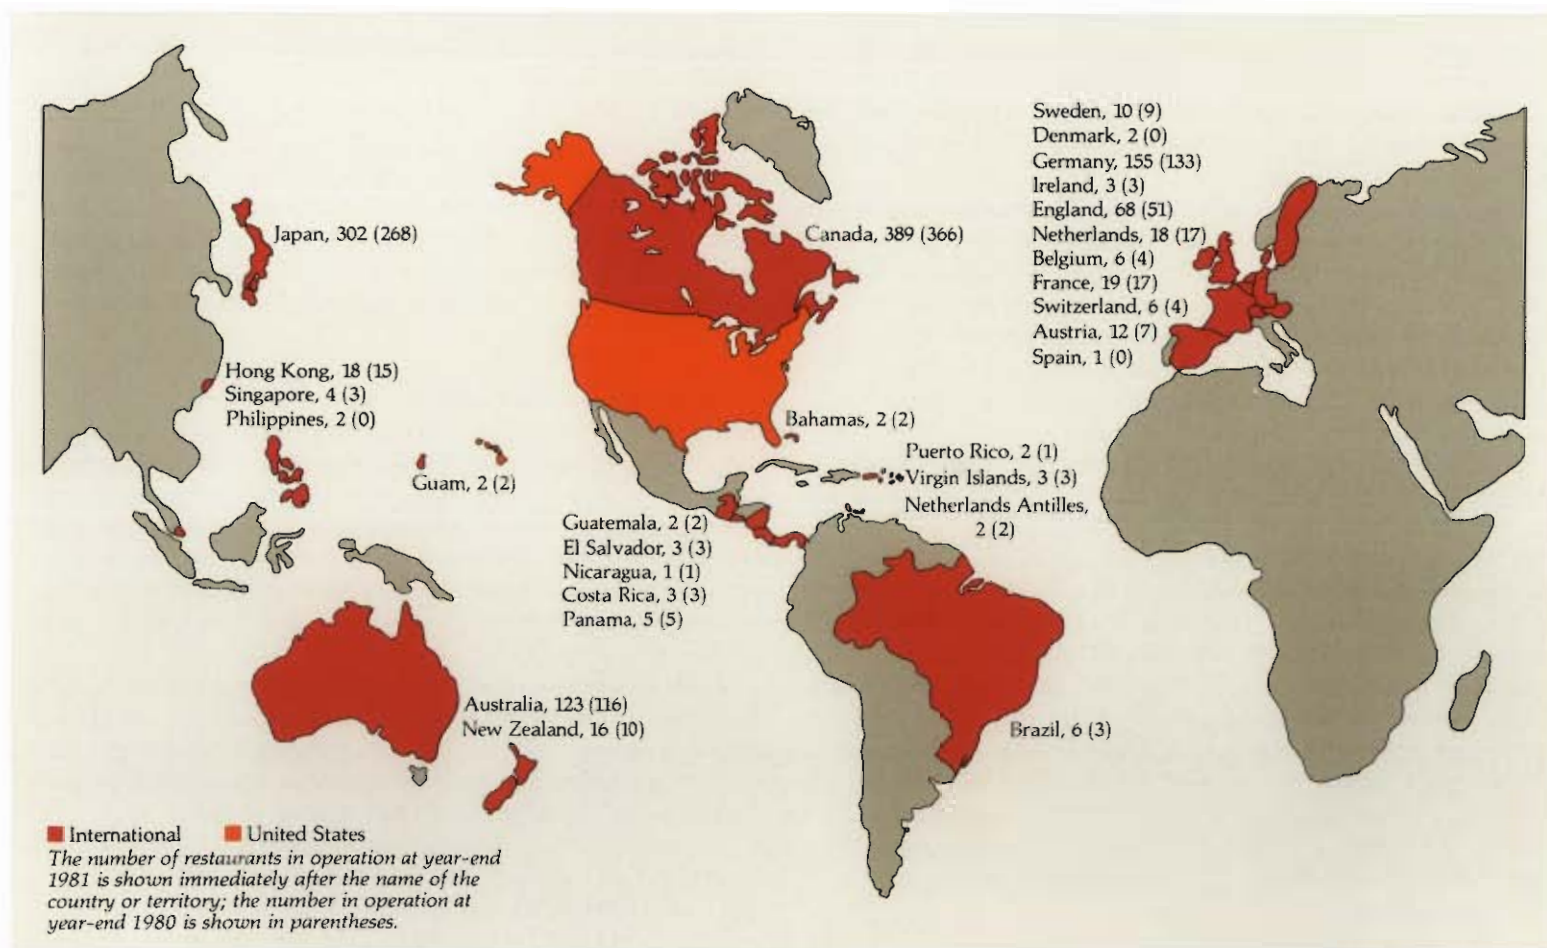 Sweden, 10 (9)
Denmark, 2 (0)
Germany, 155 (133)
Ireland, 3 (3)
England, 68 (51)
Netherlands, 18 (17)
Belgium, 6 (4)
France, 19 (17)
Switzerland, 6 (4)
Austria, 12 (7)
Spain, 1 (0)
Japan, 302 (268)
Canada, 389 (366)
Hong Kong, 18 (15)
Singapore, 4 (3)
Philippines, 2 (0)
Guam, 2 (2)
Bahamas, 2 (2)
Puerto Rico, 2 (1)
Virgin Islands, 3 (3)
Netherlands Antilles,
2 (2)
Guatemala, 2 (2)
El Salvador, 3 (3)
Nicaragua, 1 (1)
Costa Rica, 3 (3)
Panama, 5 (5)
Australia, 123 (116)
New Zealand, 16 (10)
Brazil, 6 (3)
International
United States
The number of restaurants in operation at year-end
1981 is shown immediately after the name of the
country or territory; the number in operation at
year-end 1980 is shown in parentheses.